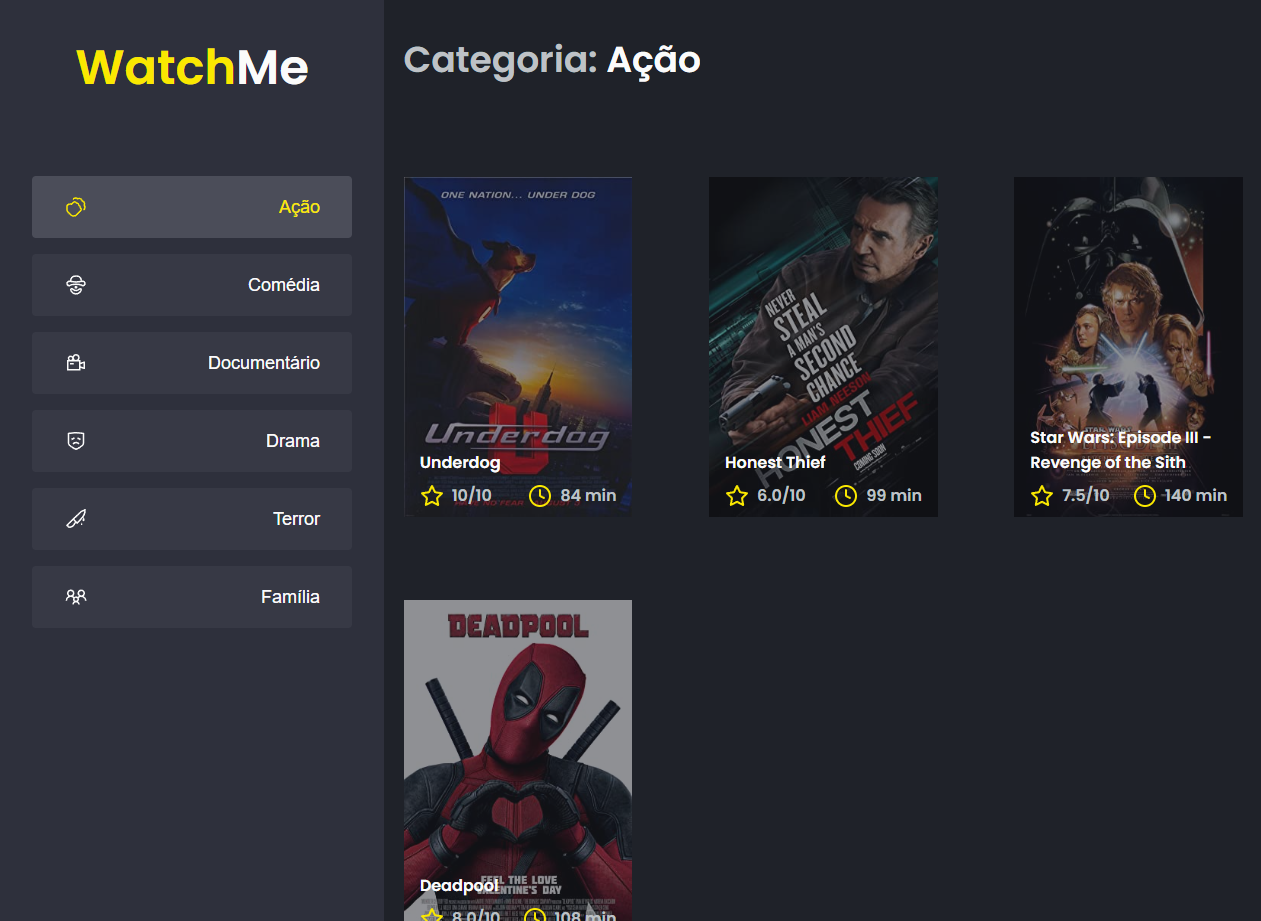 WatchMe
Categoria: Ação
Ação
Comédia
Documentário
Drama
Terror
Família
ONE NATION... UNDER DOG
Underdog
U
Underdog
10/10 84 min
NEVER
STEAL
A MAN'S
SECOND
CHANCE
LIAM NEESON
HONEST
THIEF
COMING SOON
Honest Thief
6.0/10 99 min
STAR WARS
Star Wars: Episode III -
Revenge of the Sith
7.5/10 140 min
DEADPOOL
FEEL THE LOVE
VALENTINE'S DAY
Deadpool
8.0/10 108 min